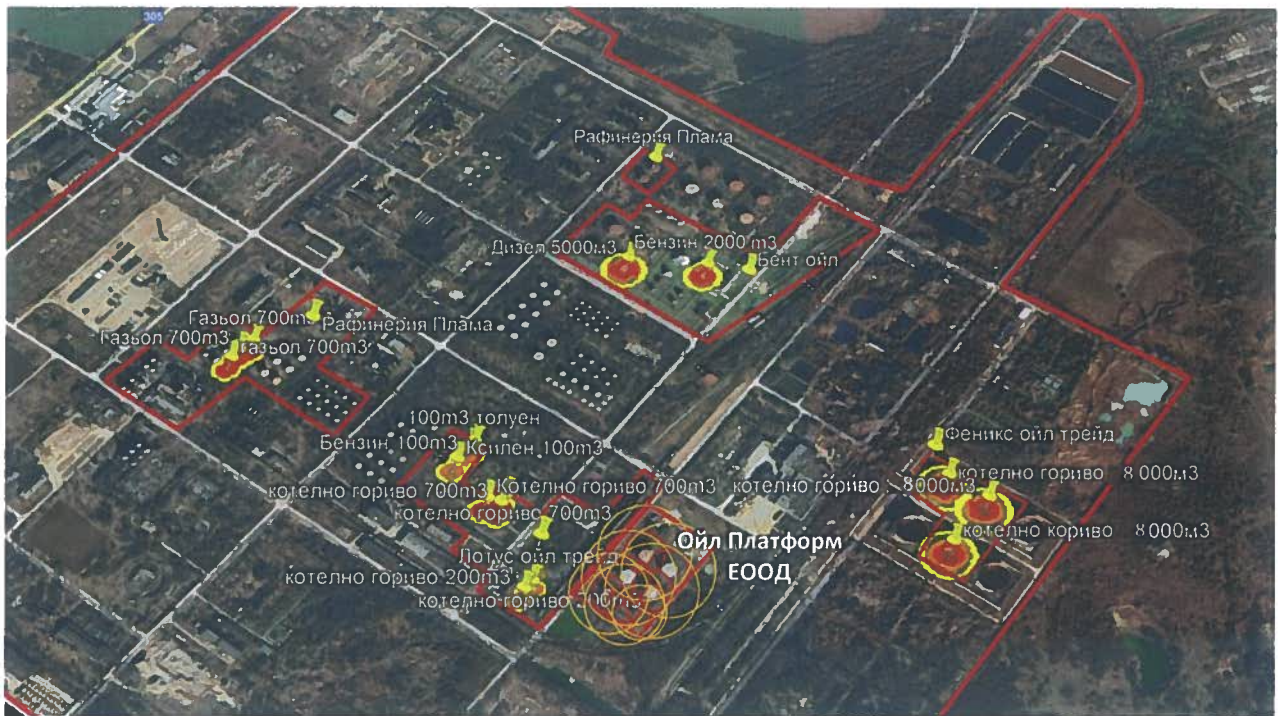 305
Рафинерия Плама
Дизел 5000м3
Бензин 2000 m3
Бент ойл
Газьол 700m3
Рафинерия Плама
Газьол 700m3
Газьол 700m3
100m3 толуен
Бензин 100m3
Ксилен 100m3
Феникс ойл трейд
котелно гориво 8 000м3
котелно гориво 700m3
Котелно гориво 700m3
котелно гориво 8000м3
котелно гориво 700m3
котелно кориво 8 000м3
Ойл Платформ
ЕООД
Лотус ойл трейд
котелно гориво 200m3
котелно гориво 200m3